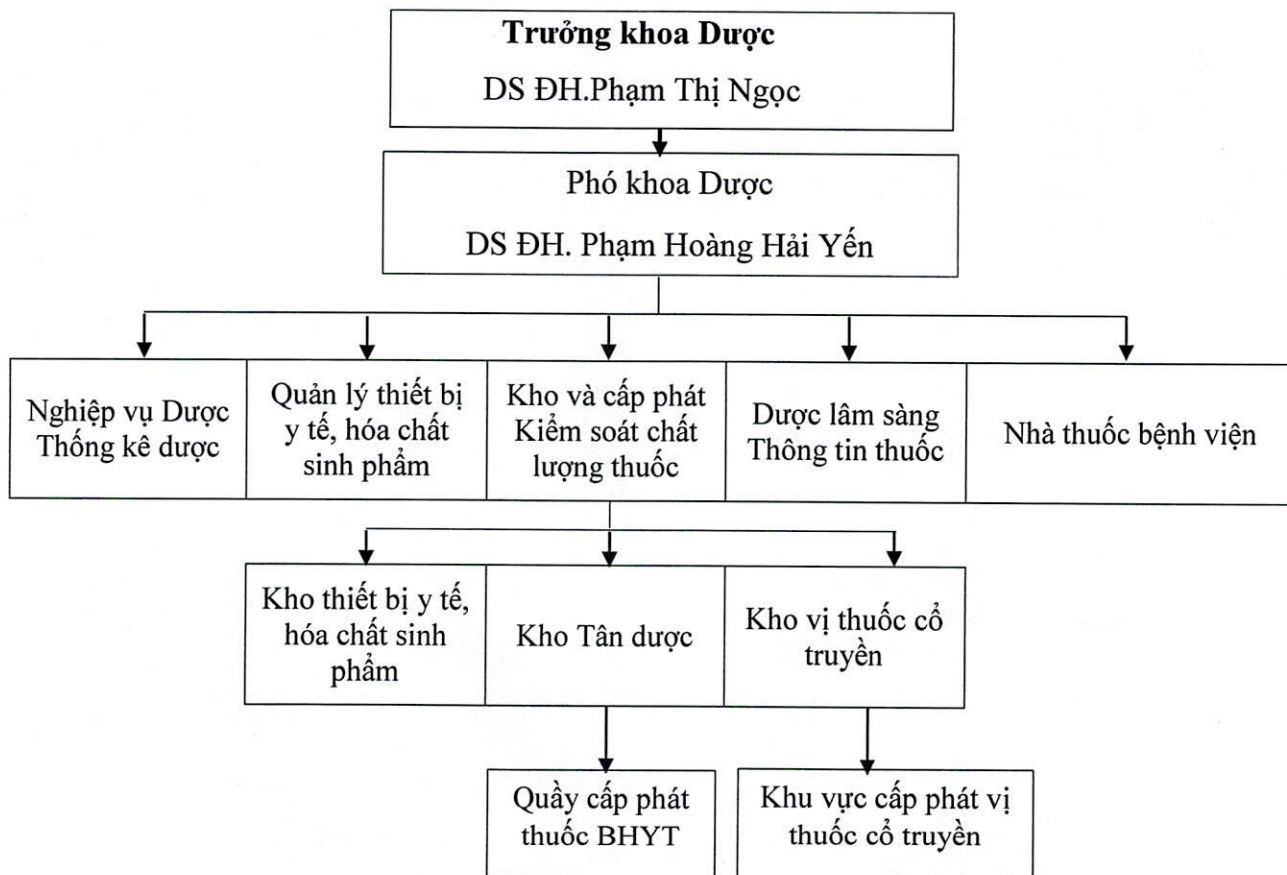 Trưởng khoa Dược
DS ĐH.Phạm Thị Ngọc
Phó khoa Dược
DS ĐH. Phạm Hoàng Hải Yến
Nghiệp vụ Dược
Thống kê dược
Quản lý thiết bị
y tế, hóa chất
sinh phẩm
Kho và cấp phát
Kiểm soát chất
lượng thuốc
Dược lâm sàng
Thông tin thuốc
Nhà thuốc bệnh viện
Kho thiết bị y tế,
hóa chất sinh
phẩm
Kho Tân dược
Kho vị thuốc cổ
truyền
Quầy cấp phát
thuốc BHYT
Khu vực cấp phát vị
thuốc cổ truyền